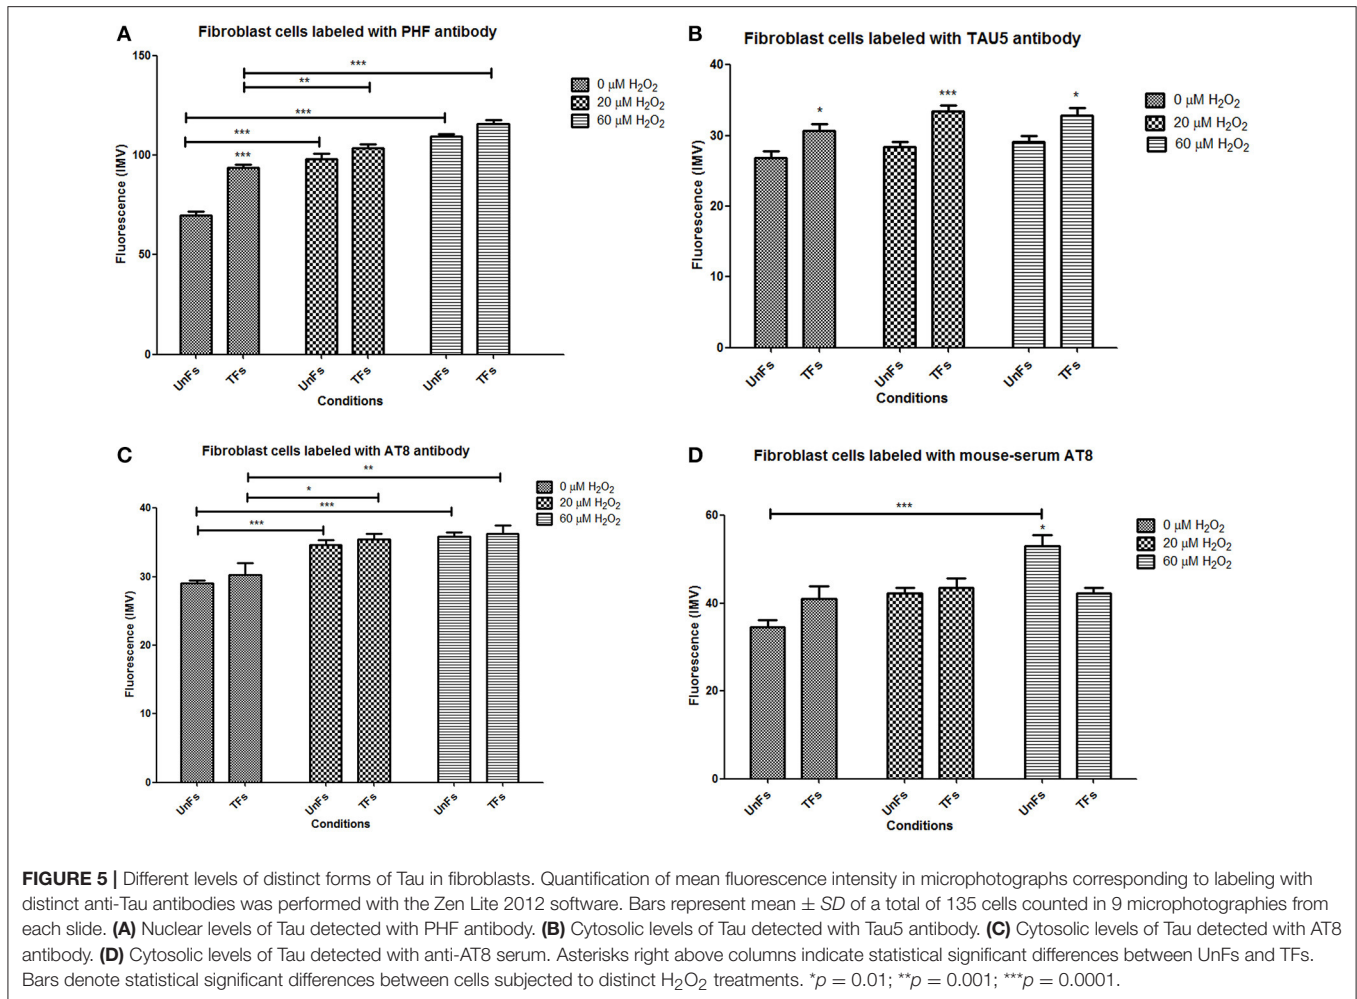 A
Fibroblast cells labeled with PHF antibody
Fluorescence (IMV)
150
100
50
0
***
**
***
***
***
UnFs TFs UnFs TFs UnFs TFs
Conditions
0 μM H₂O₂
20 μM H₂O₂
60 μM H₂O₂
B
Fibroblast cells labeled with TAU5 antibody
Fluorescence (IMV)
40
30
20
10
0
* *** *
UnFs TFs UnFs TFs UnFs TFs
Conditions
0 μM H₂O₂
20 μM H₂O₂
60 μM H₂O₂
C
Fibroblast cells labeled with AT8 antibody
Fluorescence (IMV)
40
30
20
10
0
**
*
***
***
UnFs TFs UnFs TFs UnFs TFs
Conditions
0 μM H₂O₂
20 μM H₂O₂
60 μM H₂O₂
D
Fibroblast cells labeled with mouse-serum AT8
Fluorescence (IMV)
60
40
20
0
***
*
UnFs TFs UnFs TFs UnFs TFs
Conditions
0 μM H₂O₂
20 μM H₂O₂
60 μM H₂O₂
FIGURE 5 | Different levels of distinct forms of Tau in fibroblasts. Quantification of mean fluorescence intensity in microphotographs corresponding to labeling with
distinct anti-Tau antibodies was performed with the Zen Lite 2012 software. Bars represent mean ± SD of a total of 135 cells counted in 9 microphotographies from
each slide. (A) Nuclear levels of Tau detected with PHF antibody. (B) Cytosolic levels of Tau detected with Tau5 antibody. (C) Cytosolic levels of Tau detected with AT8
antibody. (D) Cytosolic levels of Tau detected with anti-AT8 serum. Asterisks right above columns indicate statistical significant differences between UnFs and TFs.
Bars denote statistical significant differences between cells subjected to distinct H₂O₂ treatments. *p = 0.01; **p = 0.001; ***p = 0.0001.